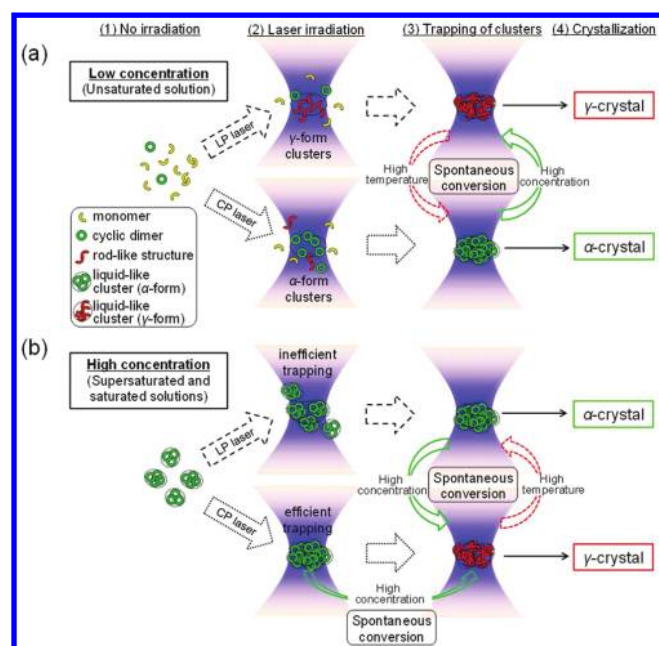 (1) No irradiation
(2) Laser irradiation
(3) Trapping of clusters
(4) Crystallization
(a)
Low concentration
(Unsaturated solution)
LP laser
CP laser
γ-form
clusters
α-form
clusters
High
temperature
Spontaneous
conversion
High
concentration
γ-crystal
α-crystal
monomer
cyclic dimer
rod-like structure
liquid-like
cluster (α-form)
liquid-like
cluster (γ-form)
(b)
High concentration
(Supersaturated and
saturated solutions)
LP laser
CP laser
inefficient
trapping
efficient
trapping
High
concentration
Spontaneous
conversion
High
temperature
α-crystal
γ-crystal
High
concentration
Spontaneous
conversion